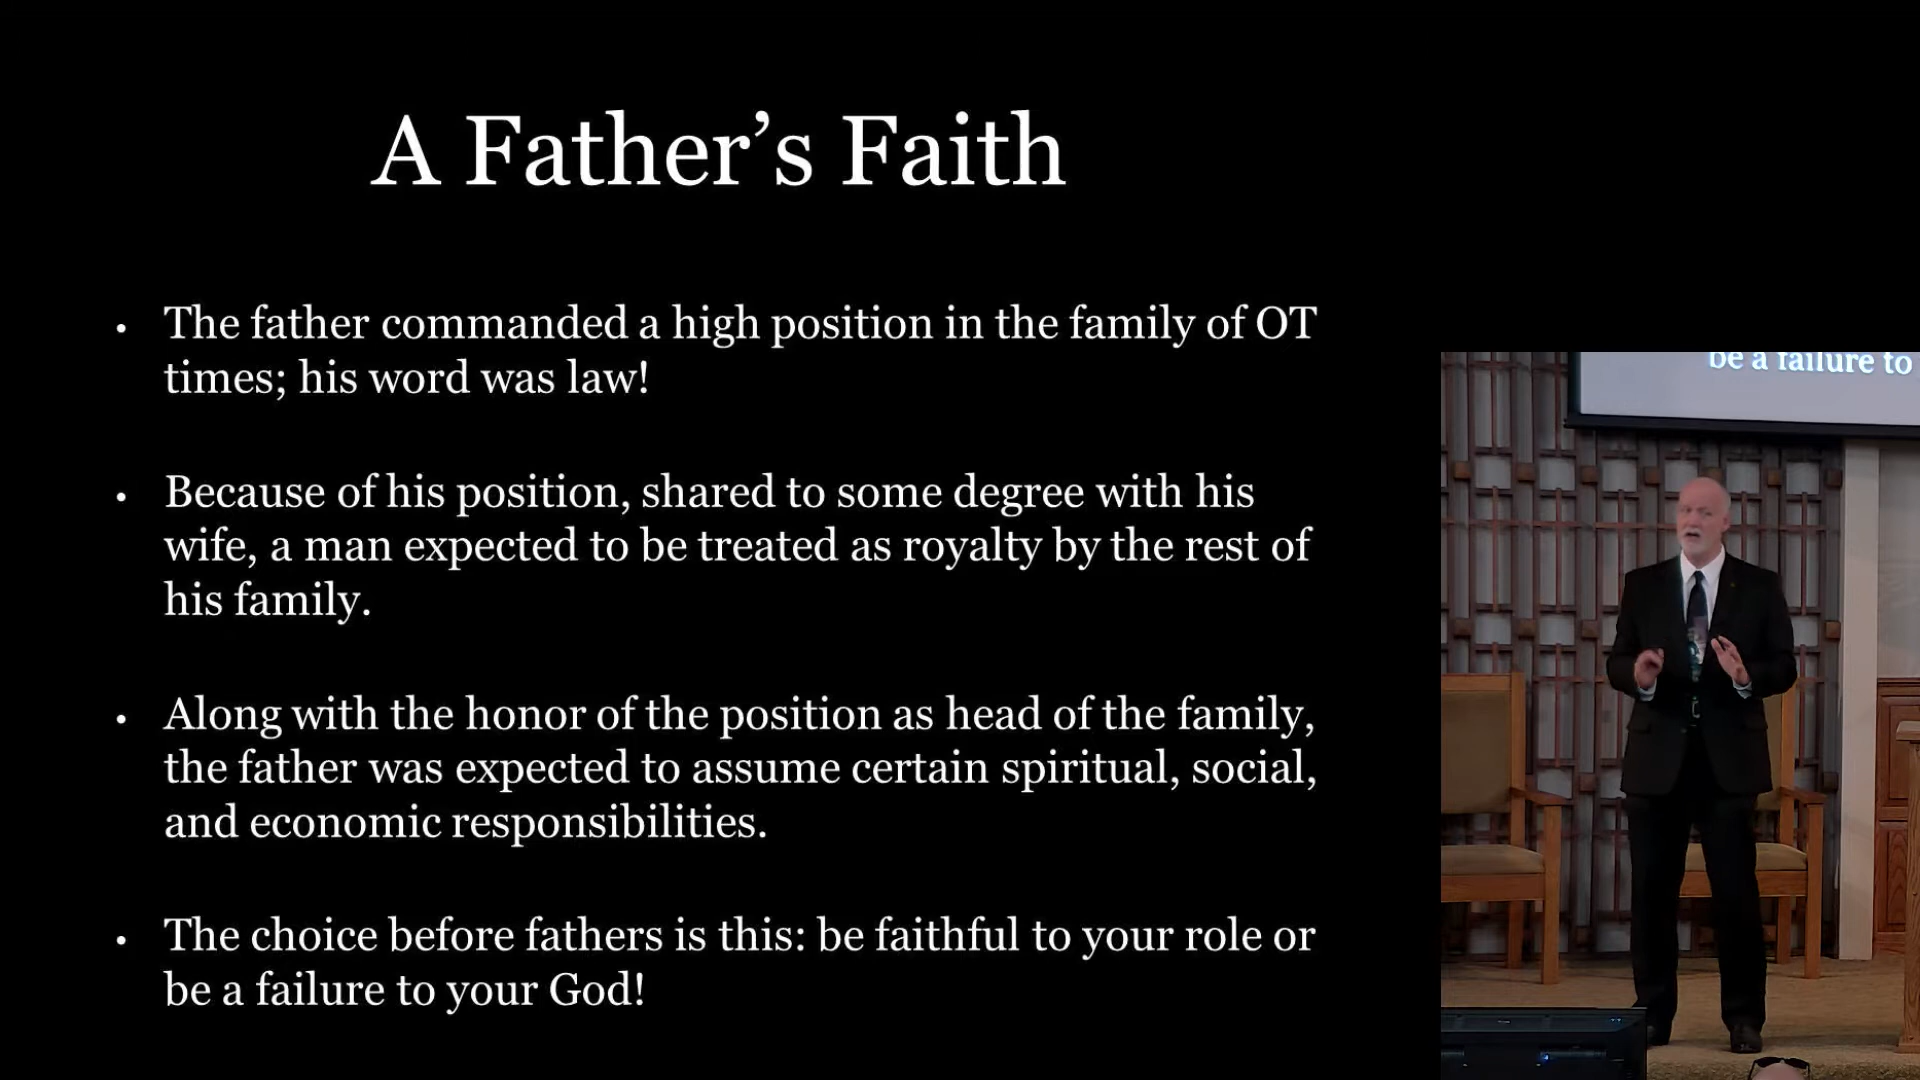 A Father’s Faith
• The father commanded a high position in the family of OT
times; his word was law!
• Because of his position, shared to some degree with his
wife, a man expected to be treated as royalty by the rest of
his family.
• Along with the honor of the position as head of the family,
the father was expected to assume certain spiritual, social,
and economic responsibilities.
• The choice before fathers is this: be faithful to your role or
be a failure to your God!
be a failure to